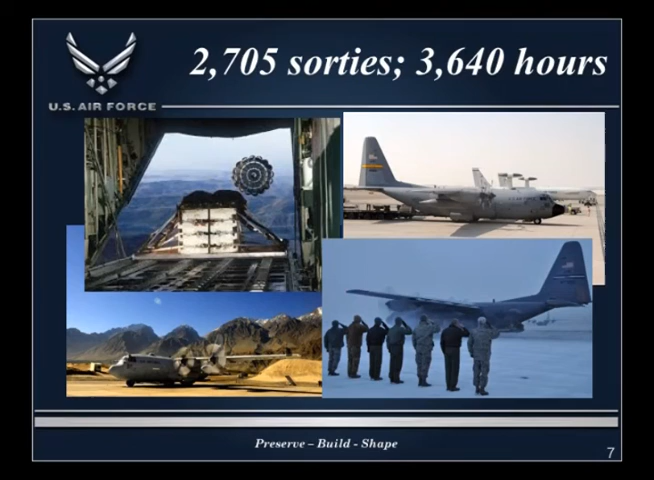 2,705 sorties; 3,640 hours
U.S. AIR FORCE
Preserve – Build - Shape
7